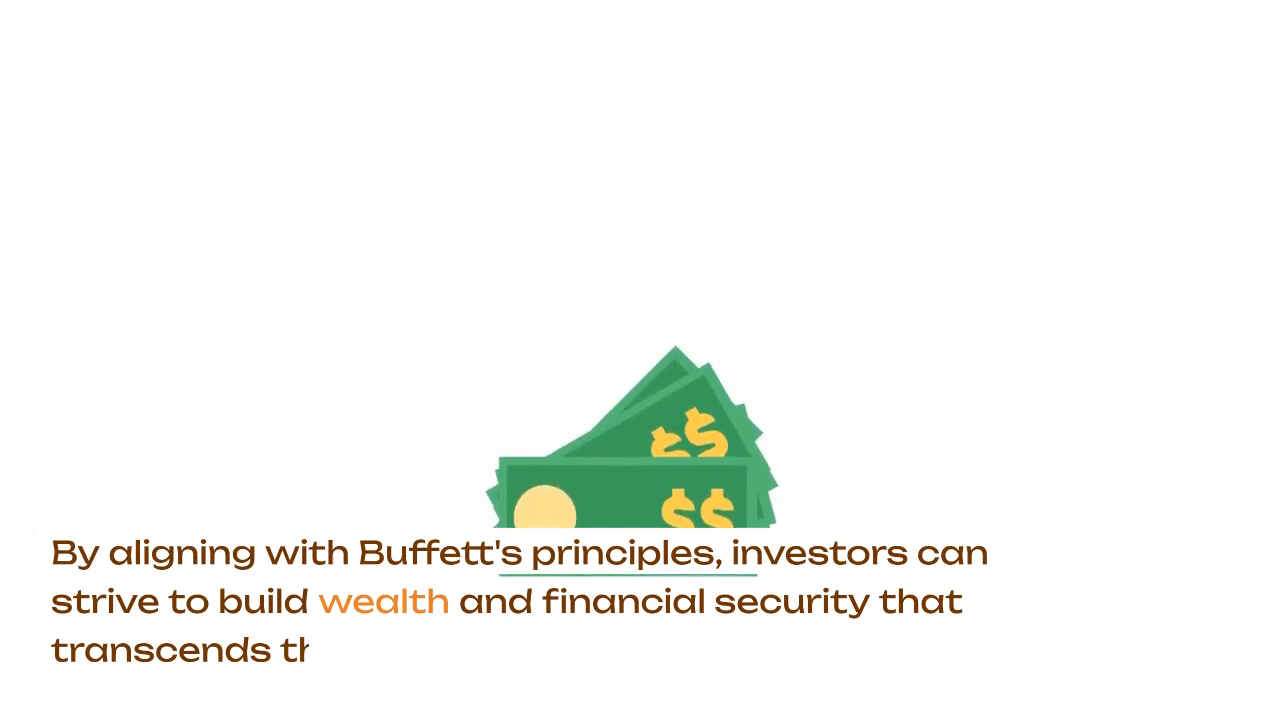 $$
$$
By aligning with Buffett's principles, investors can
strive to build wealth and financial security that
transcends th